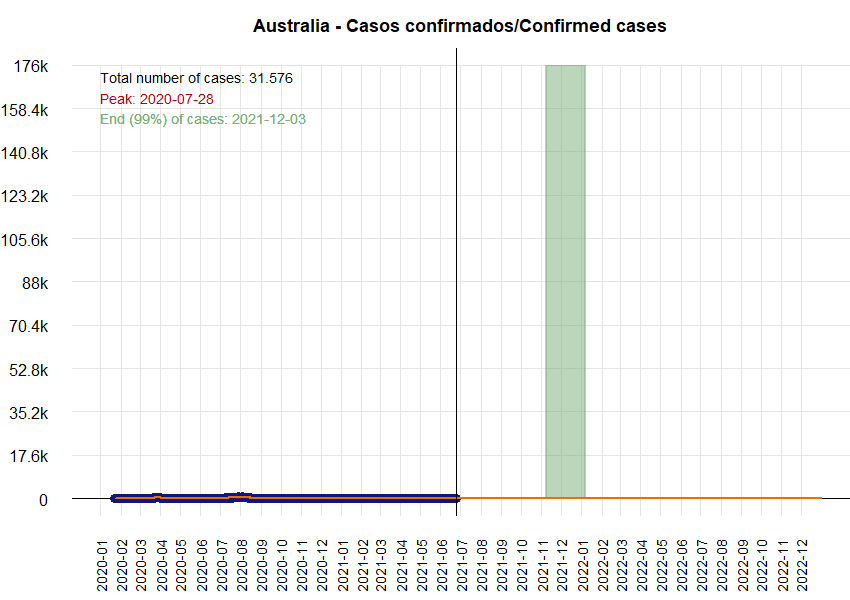 Australia - Casos confirmados/Confirmed cases
Total number of cases: 31.576
Peak: 2020-07-28
End (99%) of cases: 2021-12-03
176k
158.4k
140.8k
123.2k
105.6k
88k
70.4k
52.8k
35.2k
17.6k
0
2020-01
2020-02
2020-03
2020-04
2020-05
2020-06
2020-07
2020-08
2020-09
2020-10
2020-11
2020-12
2021-01
2021-02
2021-03
2021-04
2021-05
2021-06
2021-07
2021-08
2021-09
2021-10
2021-11
2021-12
2022-01
2022-02
2022-03
2022-04
2022-05
2022-06
2022-07
2022-08
2022-09
2022-10
2022-11
2022-12